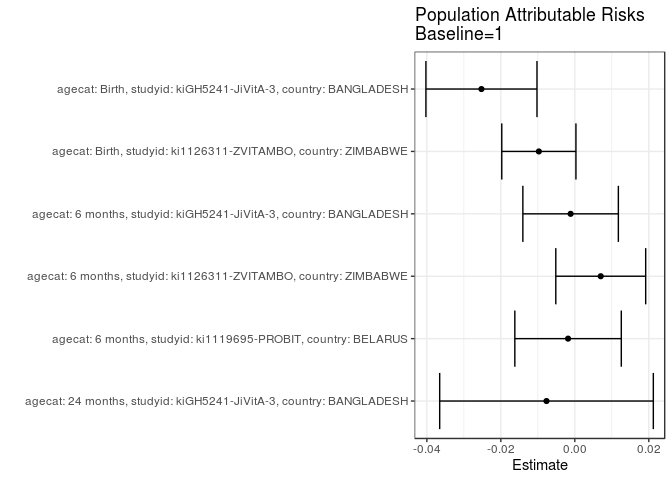 Population Attributable Risks
Baseline=1
agecat: Birth, studyid: kiGH5241-JiVitA-3, country: BANGLADESH
agecat: Birth, studyid: ki1126311-ZVITAMBO, country: ZIMBABWE
agecat: 6 months, studyid: kiGH5241-JiVitA-3, country: BANGLADESH
agecat: 6 months, studyid: ki1126311-ZVITAMBO, country: ZIMBABWE
agecat: 6 months, studyid: ki1119695-PROBIT, country: BELARUS
agecat: 24 months, studyid: kiGH5241-JiVitA-3, country: BANGLADESH
-0.04 -0.02 0.00 0.02
Estimate